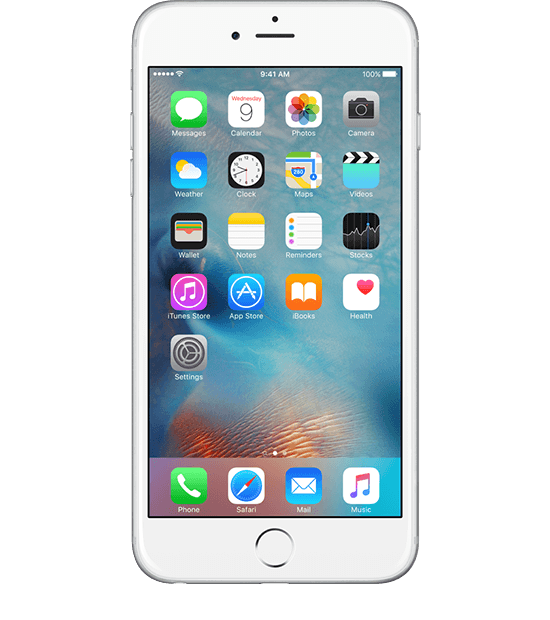 9:41 AM 100%
Wednesday
9
280
Messages Calendar Photos Camera
Weather Clock Maps Videos
Wallet Notes Reminders Stocks
iTunes Store App Store iBooks Health
Settings
Phone Safari Mail Music